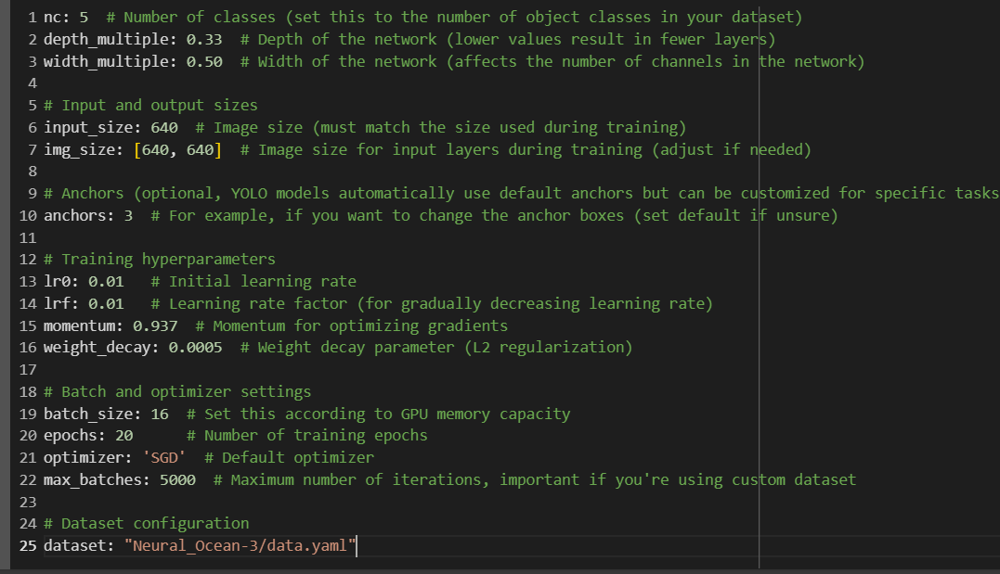 1 nc: 5  # Number of classes (set this to the number of object classes in your dataset)
2 depth_multiple: 0.33  # Depth of the network (lower values result in fewer layers)
3 width_multiple: 0.50  # Width of the network (affects the number of channels in the network)
4
5 # Input and output sizes
6 input_size: 640  # Image size (must match the size used during training)
7 img_size: [640, 640]  # Image size for input layers during training (adjust if needed)
8
9 # Anchors (optional, YOLO models automatically use default anchors but can be customized for specific tasks
10 anchors: 3  # For example, if you want to change the anchor boxes (set default if unsure)
11
12 # Training hyperparameters
13 lr0: 0.01   # Initial learning rate
14 lrf: 0.01   # Learning rate factor (for gradually decreasing learning rate)
15 momentum: 0.937  # Momentum for optimizing gradients
16 weight_decay: 0.0005  # Weight decay parameter (L2 regularization)
17
18 # Batch and optimizer settings
19 batch_size: 16  # Set this according to GPU memory capacity
20 epochs: 20      # Number of training epochs
21 optimizer: 'SGD'  # Default optimizer
22 max_batches: 5000  # Maximum number of iterations, important if you're using custom dataset
23
24 # Dataset configuration
25 dataset: "Neural_Ocean-3/data.yaml"